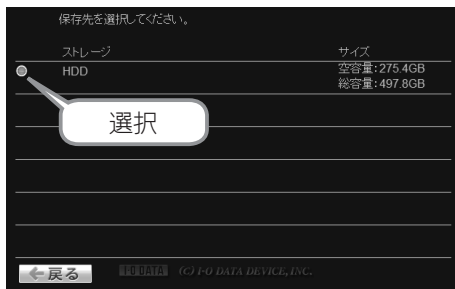 保存先を選択してください。
ストレージ サイズ
HDD 空容量:275.4GB
総容量:497.8GB
選択
←戻る I-O DATA (C) I-O DATA DEVICE, INC.